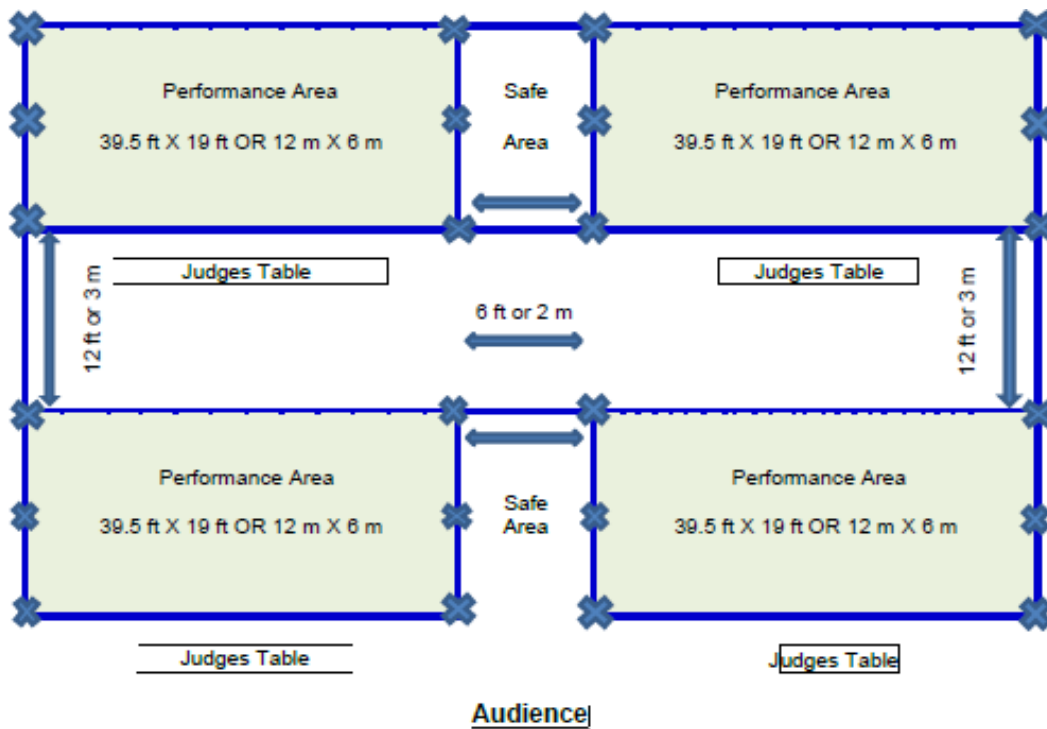 Performance Area
39.5 ft X 19 ft OR 12 m X 6 m
Safe
Area
Performance Area
39.5 ft X 19 ft OR 12 m X 6 m
12 ft or 3 m
Judges Table
6 ft or 2 m
Judges Table
12 ft or 3 m
Performance Area
39.5 ft X 19 ft OR 12 m X 6 m
Safe
Area
Performance Area
39.5 ft X 19 ft OR 12 m X 6 m
Judges Table
Judges Table
Audience